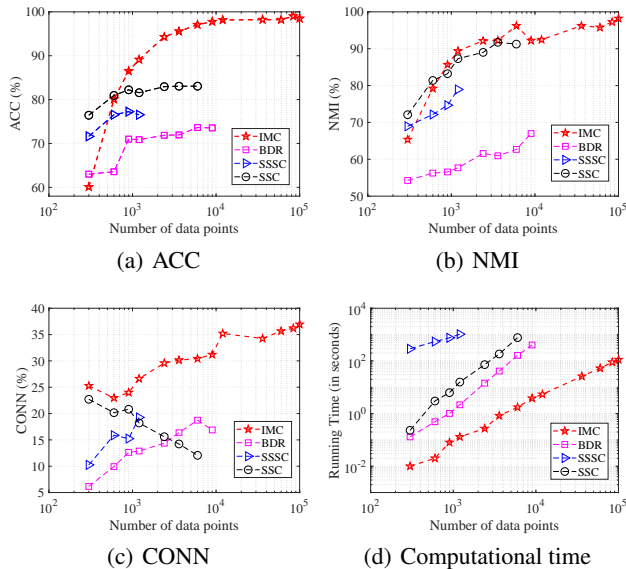 100
90
80
70
60
ACC (%)
IMC
BDR
SSSC
SSC
10^2 10^3 10^4 10^5
Number of data points
(a) ACC
100
90
80
70
60
50
NMI (%)
IMC
BDR
SSSC
SSC
10^2 10^3 10^4 10^5
Number of data points
(b) NMI
40
35
30
25
20
15
10
5
CONN (%)
IMC
BDR
SSSC
SSC
10^2 10^3 10^4 10^5
Number of data points
(c) CONN
10^4
10^2
10^0
10^-2
Running Time (in seconds)
IMC
BDR
SSSC
SSC
10^2 10^3 10^4 10^5
Number of data points
(d) Computational time